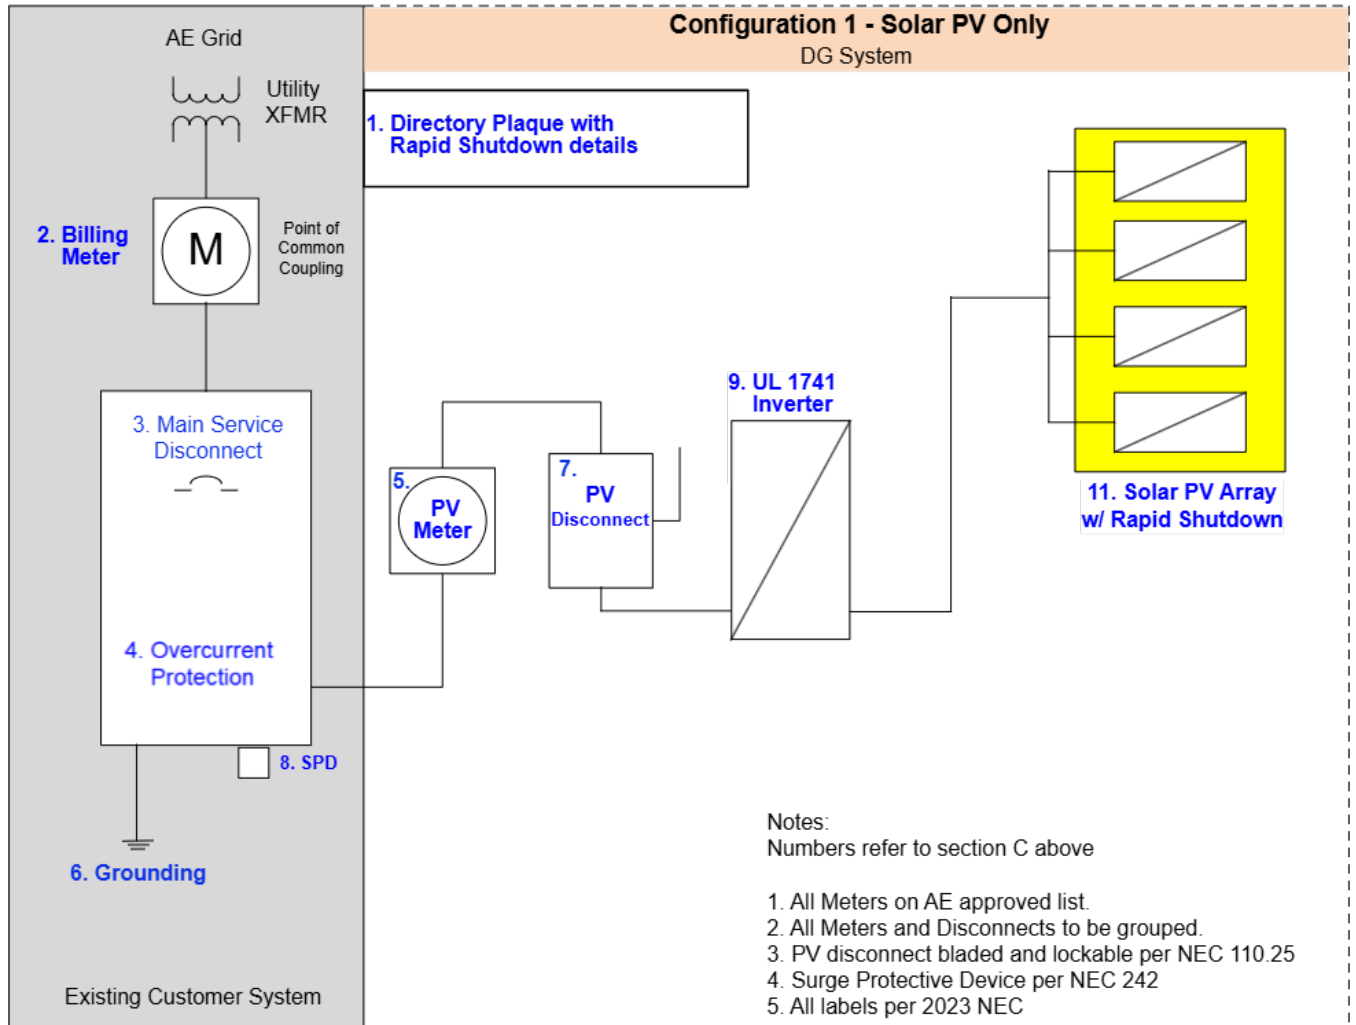 Configuration 1 - Solar PV Only
DG System
AE Grid
Utility
XFMR
1. Directory Plaque with
Rapid Shutdown details
2. Billing
Meter
M
Point of
Common
Coupling
3. Main Service
Disconnect
4. Overcurrent
Protection
5.
PV
Meter
7.
PV
Disconnect
9. UL 1741
Inverter
11. Solar PV Array
w/ Rapid Shutdown
8. SPD
6. Grounding
Existing Customer System
Notes:
Numbers refer to section C above
1. All Meters on AE approved list.
2. All Meters and Disconnects to be grouped.
3. PV disconnect bladed and lockable per NEC 110.25
4. Surge Protective Device per NEC 242
5. All labels per 2023 NEC